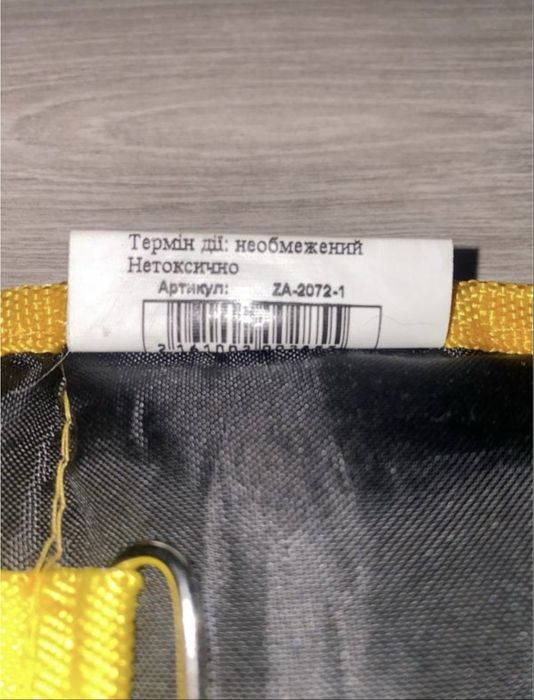 Термін дії: необмежений
Нетоксично
Артикул: ZA-2072-1